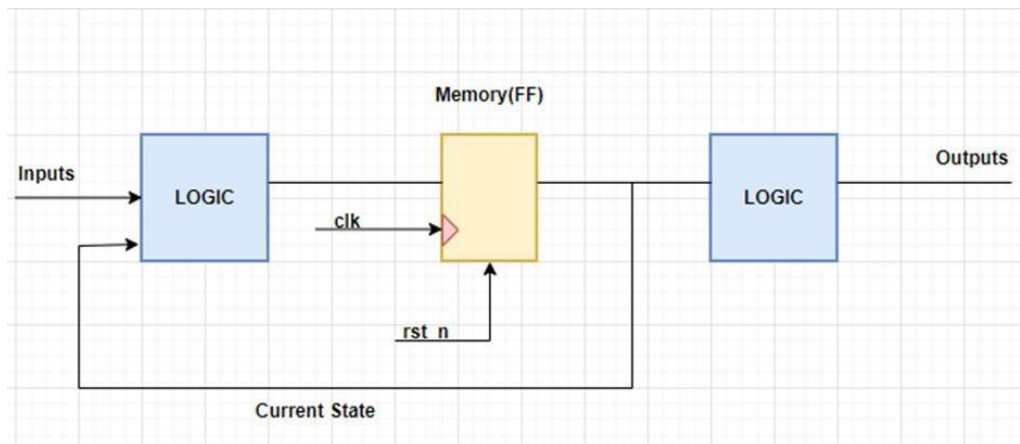 Memory(FF)
Inputs
LOGIC
clk
rst_n
LOGIC
Outputs
Current State